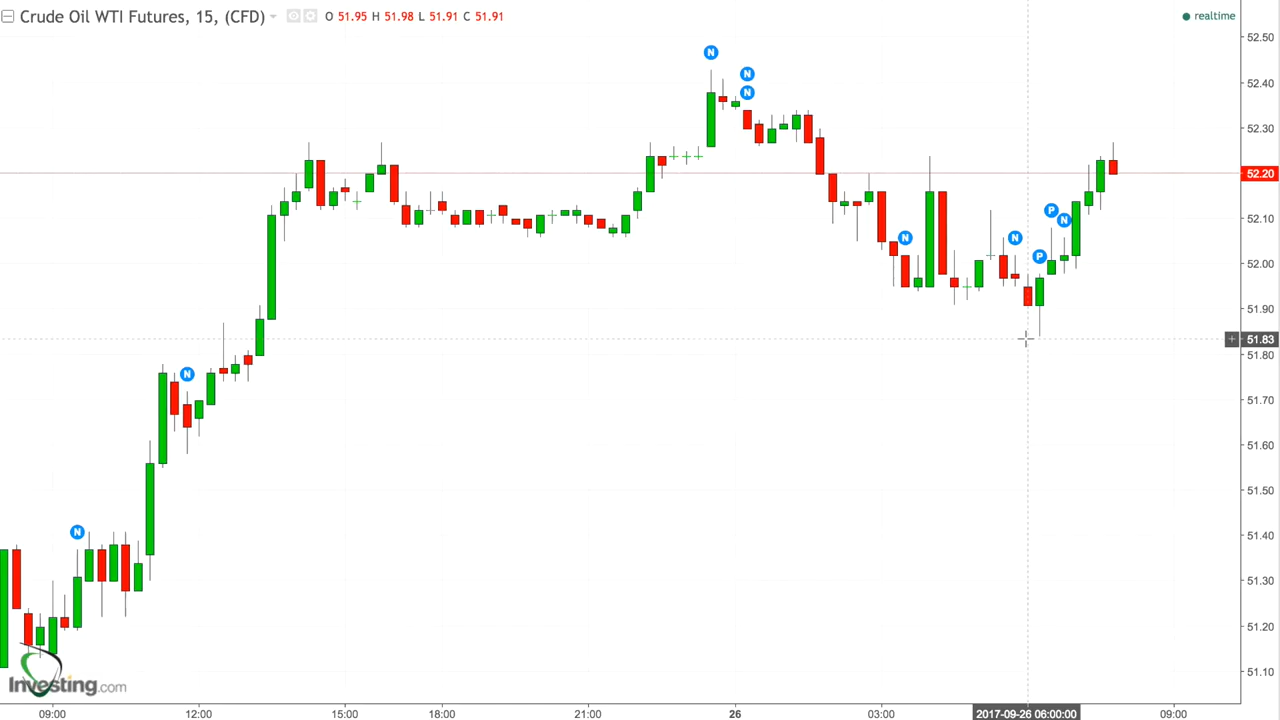 Crude Oil WTI Futures, 15, (CFD) O 51.95 H 51.98 L 51.91 C 51.91
realtime
52.50
N
N
52.40
N
52.30
52.20
P
N
52.10
N
N
P
52.00
51.90
+ 51.83
51.80
N
51.70
51.60
51.50
N
51.40
51.30
51.20
51.10
Investing.com
09:00 12:00 15:00 18:00 21:00 26 03:00 2017-09-26 06:00:00 09:00